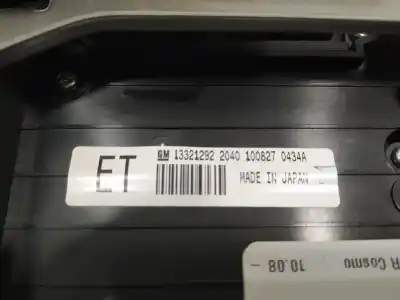 GM 13321292 2040 100827 0434A
ET
MADE IN JAPAN
R Cosmo
10.08-